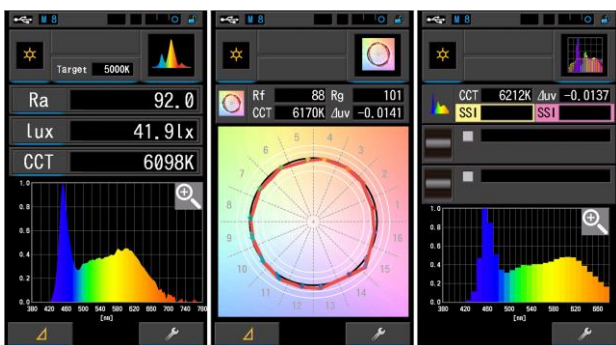 M 8
Target 5000K
Ra 92.0
lux 41.9lx
CCT 6098K
1.0
0.8
0.6
0.4
0.2
0.0
380 420 460 500 540 580 620 660 700 740 780
[nm]
M 8
Rf 88 Rg 101
CCT 6170K Δuv -0.0141
1
2
3
4
5
6
7
8
9
10
11
12
13
14
15
16
M 8
CCT 6212K Δuv -0.0137
SSI SSI
1.0
0.8
0.6
0.4
0.2
0.0
380 420 460 500 540 580 620 660
[nm]